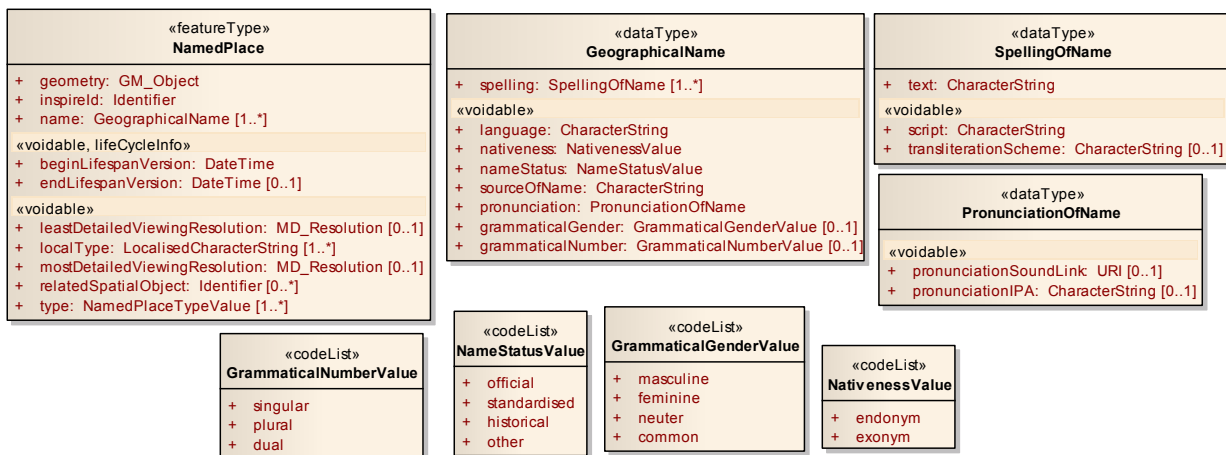 «featureType»
NamedPlace
+ geometry: GM_Object
+ inspireId: Identifier
+ name: GeographicalName [1..*]
«voidable, lifeCycleInfo»
+ beginLifespanVersion: DateTime
+ endLifespanVersion: DateTime [0..1]
«voidable»
+ leastDetailedViewingResolution: MD_Resolution [0..1]
+ localType: LocalisedCharacterString [1..*]
+ mostDetailedViewingResolution: MD_Resolution [0..1]
+ relatedSpatialObject: Identifier [0..*]
+ type: NamedPlaceTypeValue [1..*]
«dataType»
GeographicalName
+ spelling: SpellingOfName [1..*]
«voidable»
+ language: CharacterString
+ nativeness: NativenessValue
+ nameStatus: NameStatusValue
+ sourceOfName: CharacterString
+ pronunciation: PronunciationOfName
+ grammaticalGender: GrammaticalGenderValue [0..1]
+ grammaticalNumber: GrammaticalNumberValue [0..1]
«dataType»
SpellingOfName
+ text: CharacterString
«voidable»
+ script: CharacterString
+ transliterationScheme: CharacterString [0..1]
«dataType»
PronunciationOfName
«voidable»
+ pronunciationSoundLink: URI [0..1]
+ pronunciationIPA: CharacterString [0..1]
«codeList»
GrammaticalNumberValue
+ singular
+ plural
+ dual
«codeList»
NameStatusValue
+ official
+ standardised
+ historical
+ other
«codeList»
GrammaticalGenderValue
+ masculine
+ feminine
+ neuter
+ common
«codeList»
NativenessValue
+ endonym
+ exonym